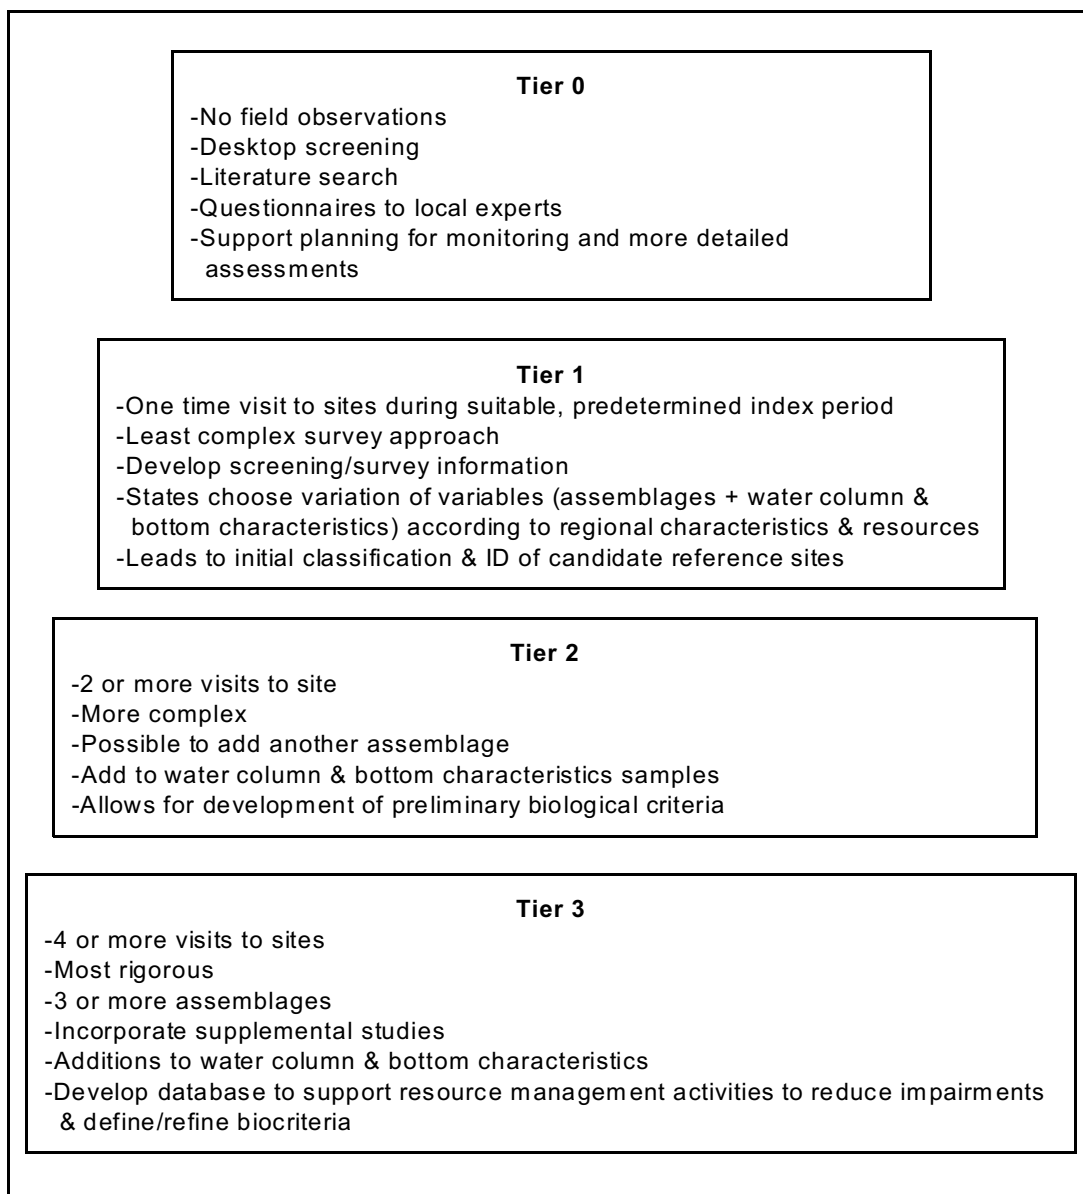 Tier 0
-No field observations
-Desktop screening
-Literature search
-Questionnaires to local experts
-Support planning for monitoring and more detailed
assessments
Tier 1
-One time visit to sites during suitable, predetermined index period
-Least complex survey approach
-Develop screening/survey information
-States choose variation of variables (assemblages + water column &
bottom characteristics) according to regional characteristics & resources
-Leads to initial classification & ID of candidate reference sites
Tier 2
-2 or more visits to site
-More complex
-Possible to add another assemblage
-Add to water column & bottom characteristics samples
-Allows for development of preliminary biological criteria
Tier 3
-4 or more visits to sites
-Most rigorous
-3 or more assemblages
-Incorporate supplemental studies
-Additions to water column & bottom characteristics
-Develop database to support resource management activities to reduce impairments
& define/refine biocriteria